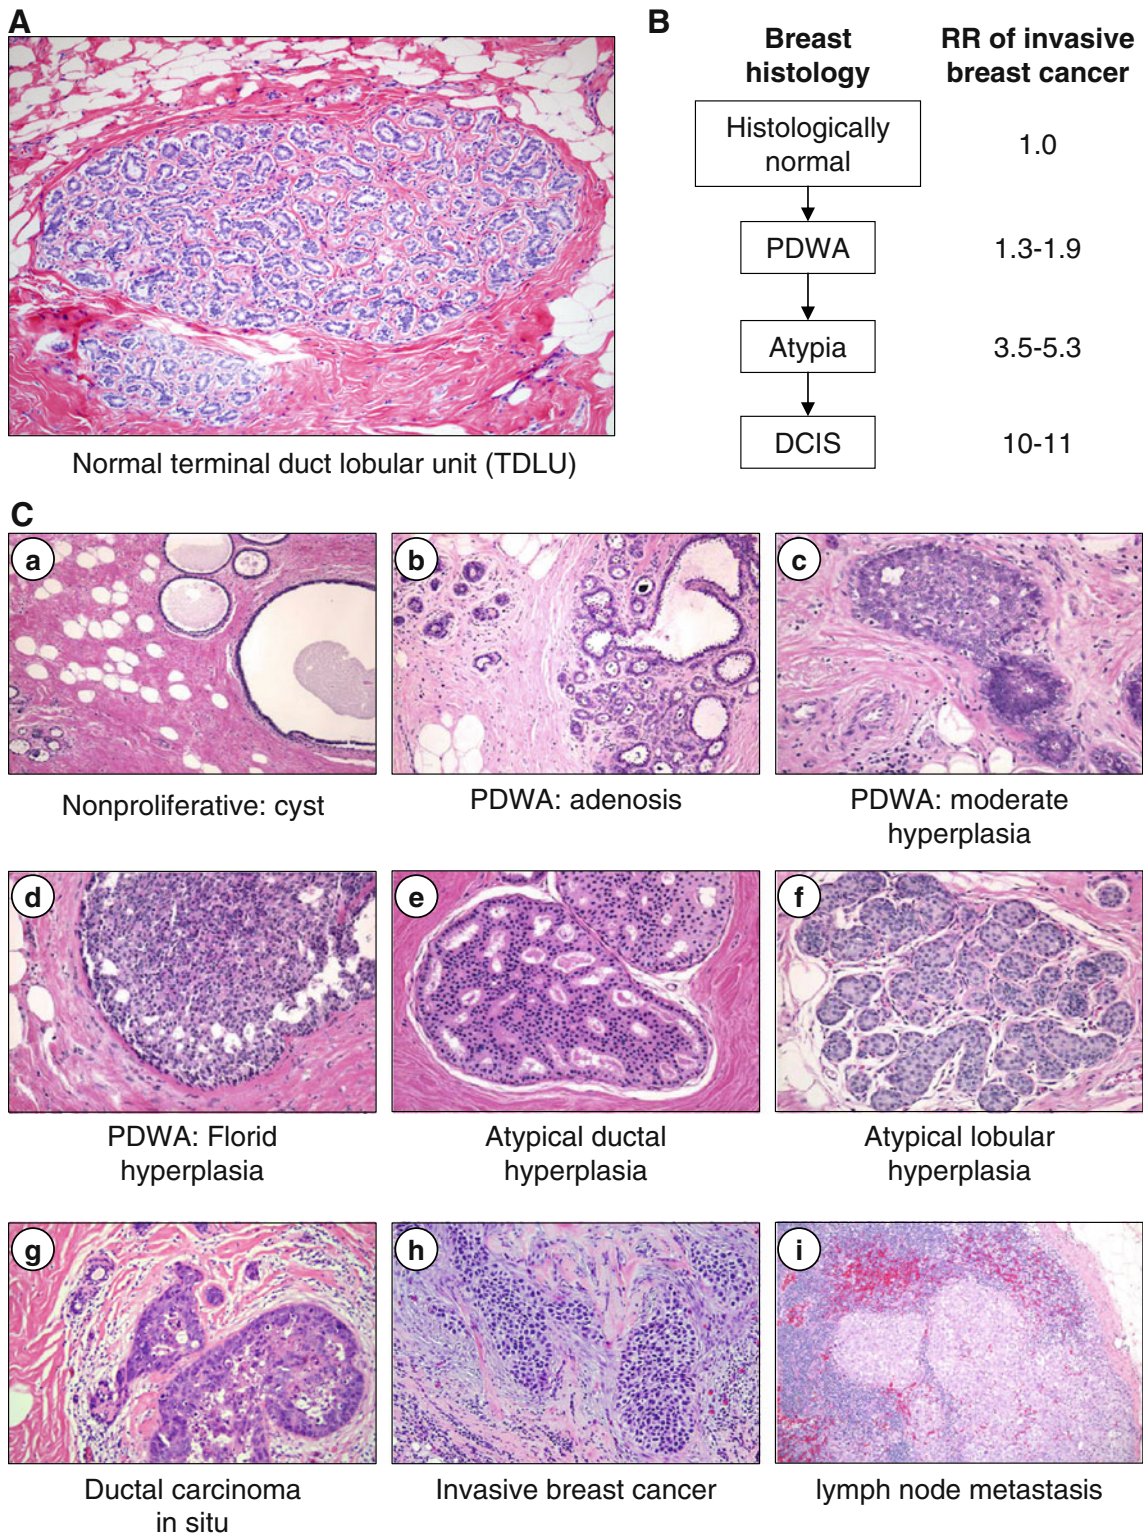 A
Normal terminal duct lobular unit (TDLU)
B
Breast
histology
RR of invasive
breast cancer
Histologically
normal
1.0
PDWA
1.3-1.9
Atypia
3.5-5.3
DCIS
10-11
C
a
Nonproliferative: cyst
b
PDWA: adenosis
c
PDWA: moderate
hyperplasia
d
PDWA: Florid
hyperplasia
e
Atypical ductal
hyperplasia
f
Atypical lobular
hyperplasia
g
Ductal carcinoma
in situ
h
Invasive breast cancer
i
lymph node metastasis